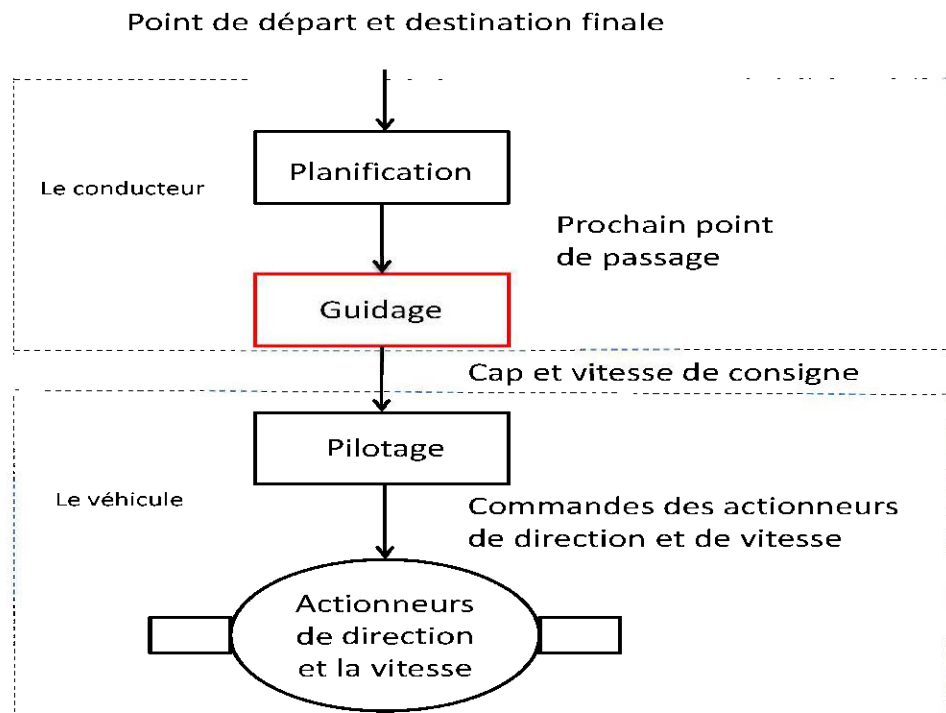 Point de départ et destination finale
Planification
Le conducteur
Prochain point
de passage
Guidage
Cap et vitesse de consigne
Pilotage
Le véhicule
Commandes des actionneurs
de direction et de vitesse
Actionneurs
de direction
et la vitesse